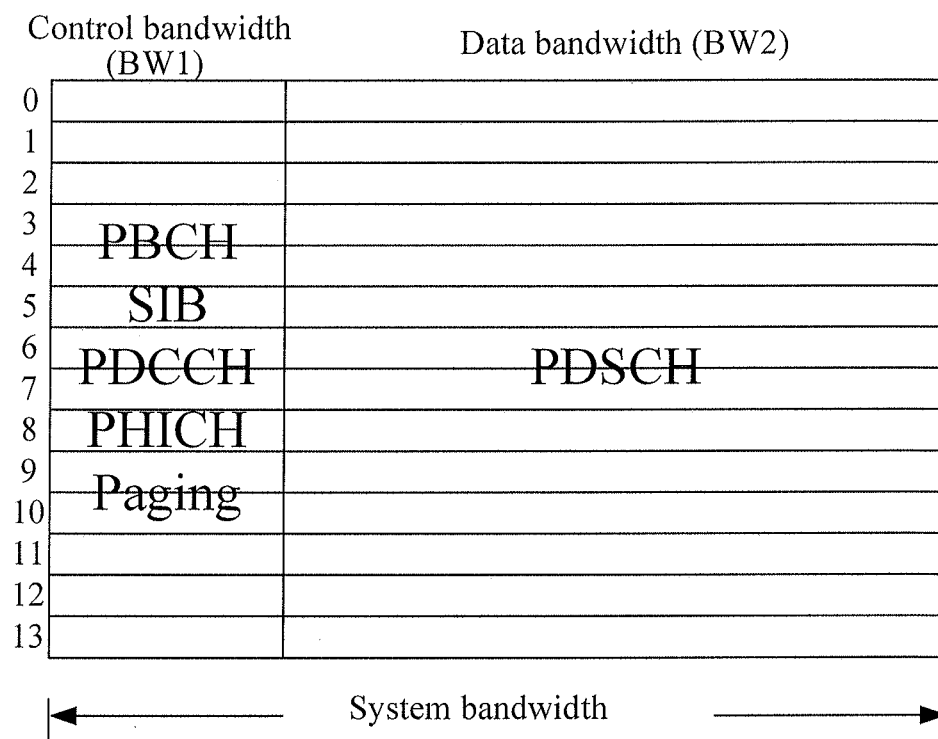 Control bandwidth
(BW1)
Data bandwidth (BW2)
0
1
2
3
4
5
6
7
8
9
10
11
12
13
PBCH
SIB
PDCCH
PHICH
Paging
PDSCH
System bandwidth